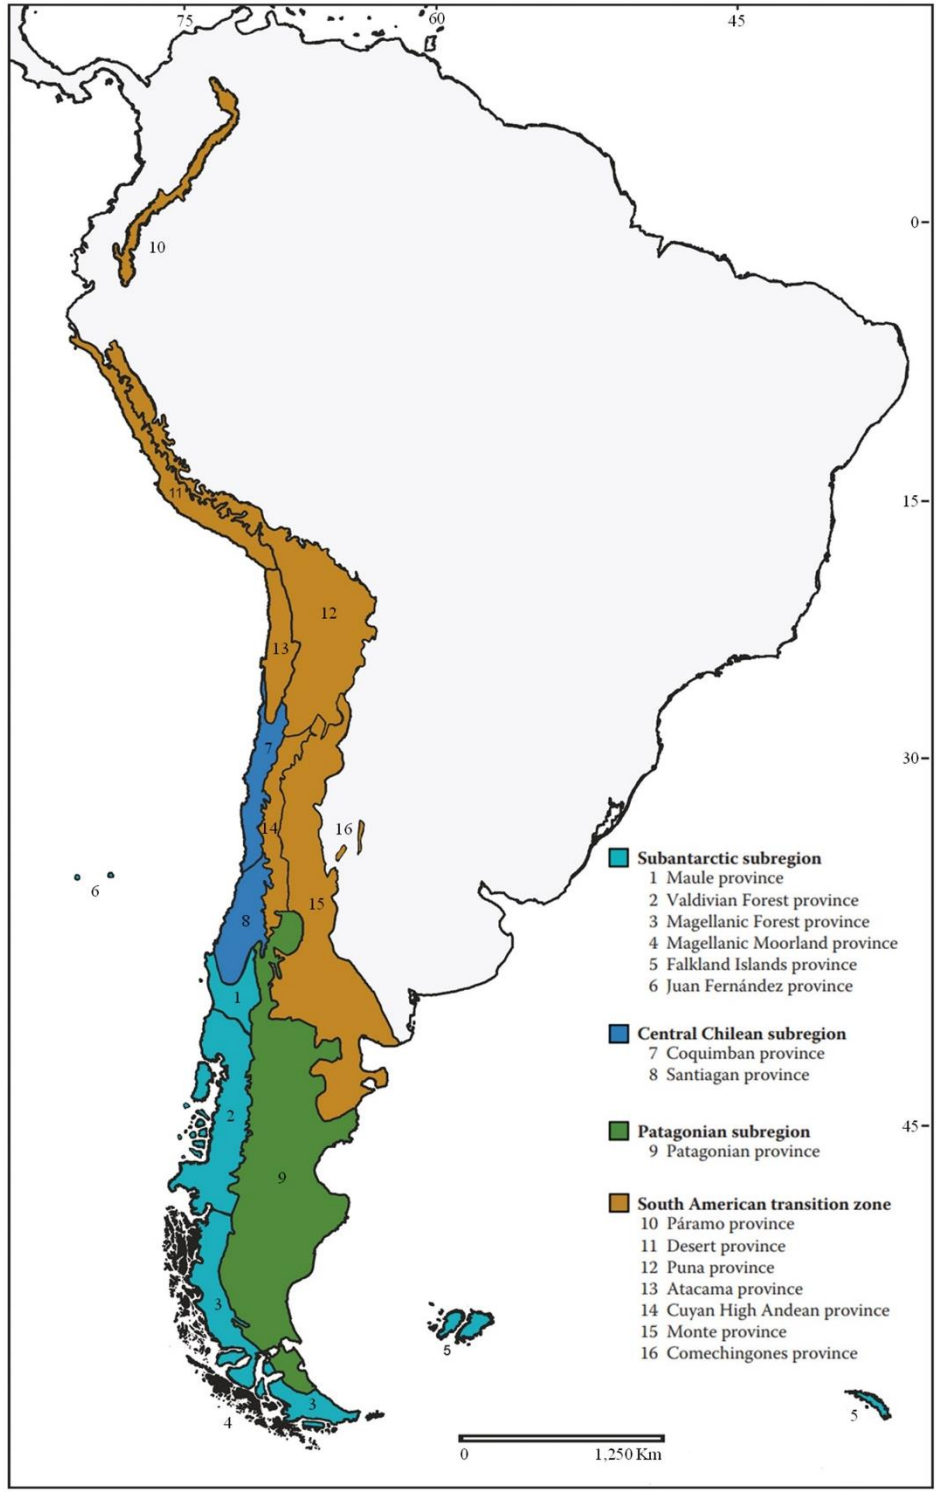 75
60
45
0
10
11
15
12
13
7
30
14
16
15
6
8
1
2
45
9
3
5
3
4
5
Subantarctic subregion
1 Maule province
2 Valdivian Forest province
3 Magellanic Forest province
4 Magellanic Moorland province
5 Falkland Islands province
6 Juan Fernández province
Central Chilean subregion
7 Coquimban province
8 Santiagan province
Patagonian subregion
9 Patagonian province
South American transition zone
10 Páramo province
11 Desert province
12 Puna province
13 Atacama province
14 Cuyan High Andean province
15 Monte province
16 Comechingones province
0 1,250 Km